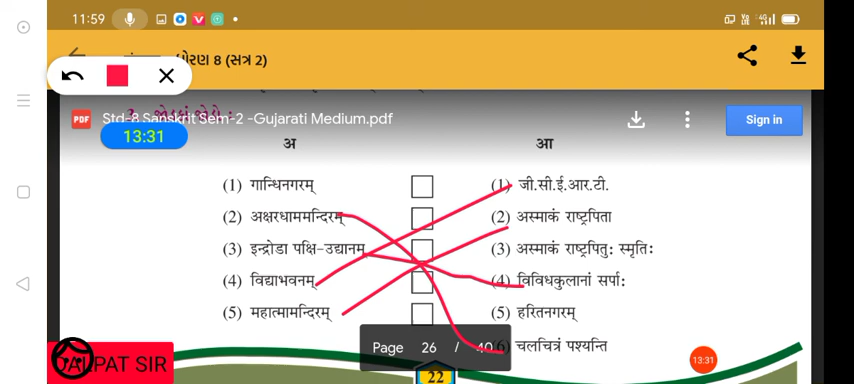 11:59
ધોરણ 8 (સત્ર 2)
Std-8 Sanskrit Sem-2 -Gujarati Medium.pdf
Sign in
13:31
अ आ
(1) गान्धिनगरम् (1) जी.सी.ई.आर.टी.
(2) अक्षरधाममन्दिरम् (2) अस्माकं राष्ट्रपिता
(3) इन्द्रोडा पक्षि-उद्यानम् (3) अस्माकं राष्ट्रपितुः स्मृतिः
(4) विद्याभवनम् (4) विविधकुलानां सर्पाः
(5) महात्मामन्दिरम् (5) हरितनगरम्
(6) चलचित्रं पश्यन्ति
Page 26 / 40
13:31
SIR
22